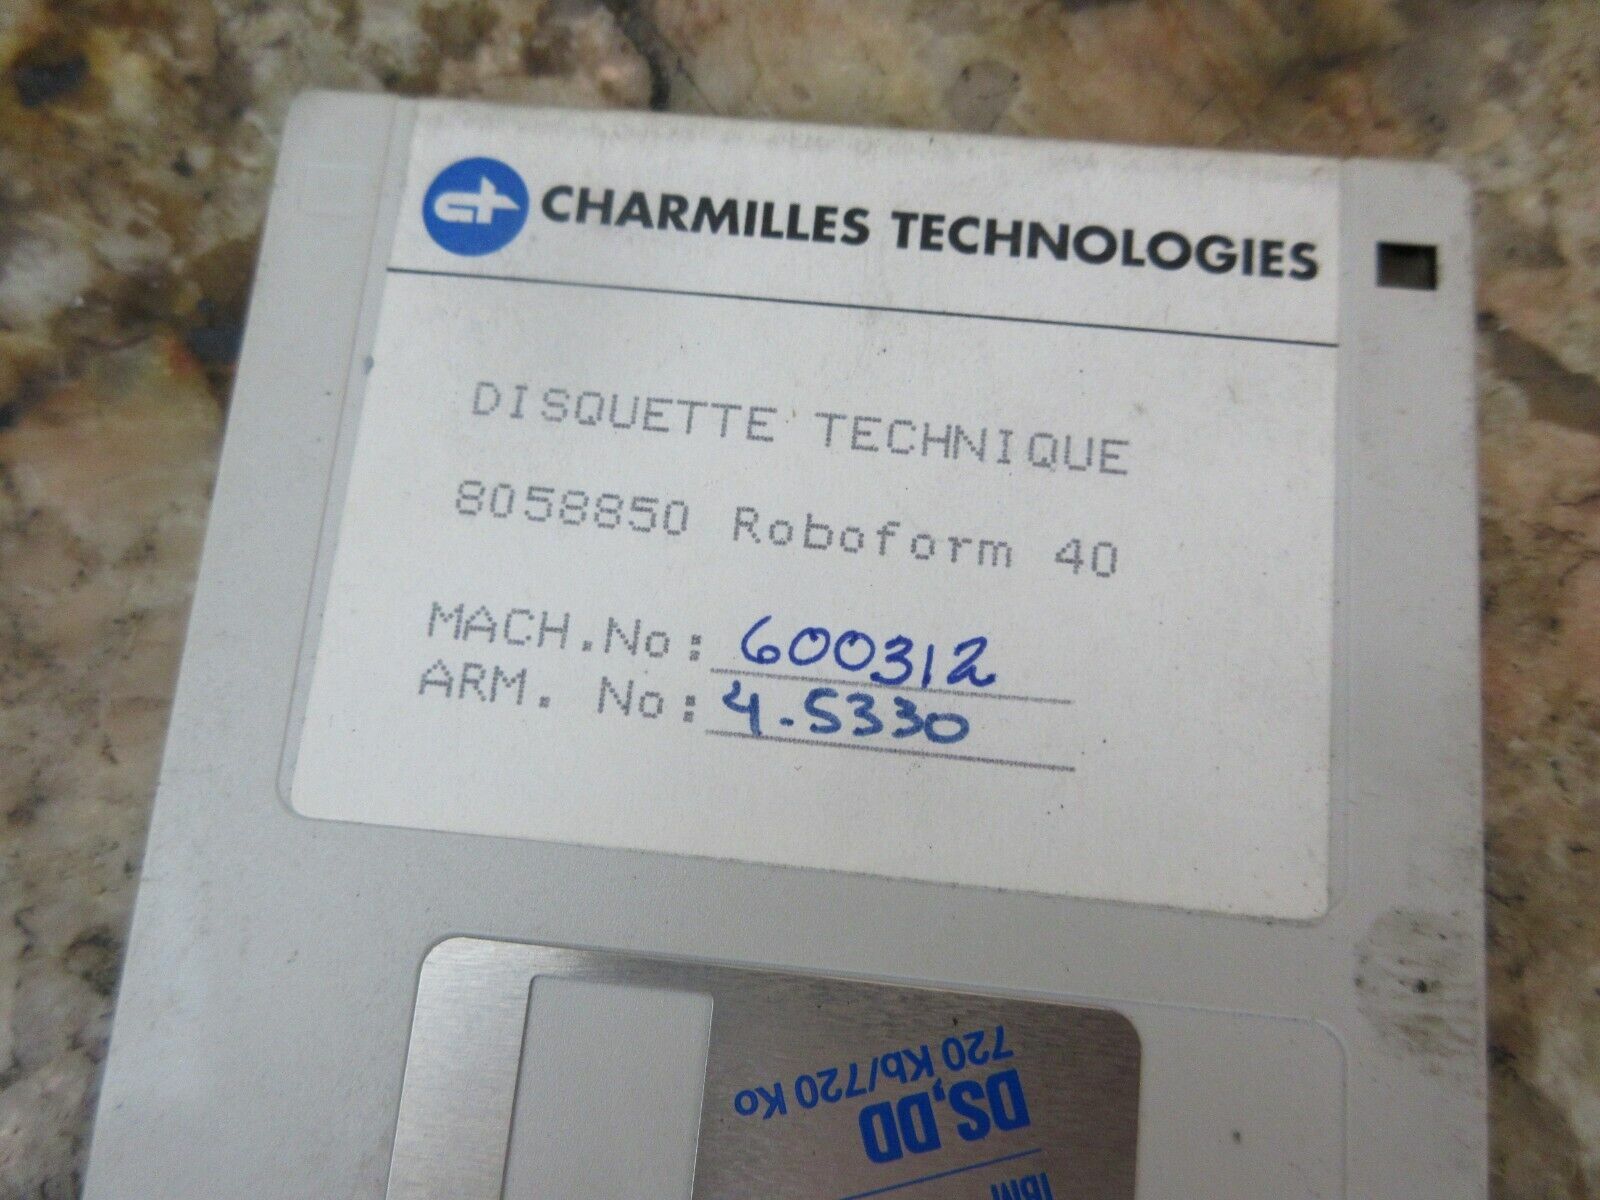 CHARMILLES TECHNOLOGIES
DISQUETTE TECHNIQUE
8058850 Roboform 40
MACH.No: 600312
ARM. No: 4.5330
720 Kb/720 Ko
DS,DD
IBM